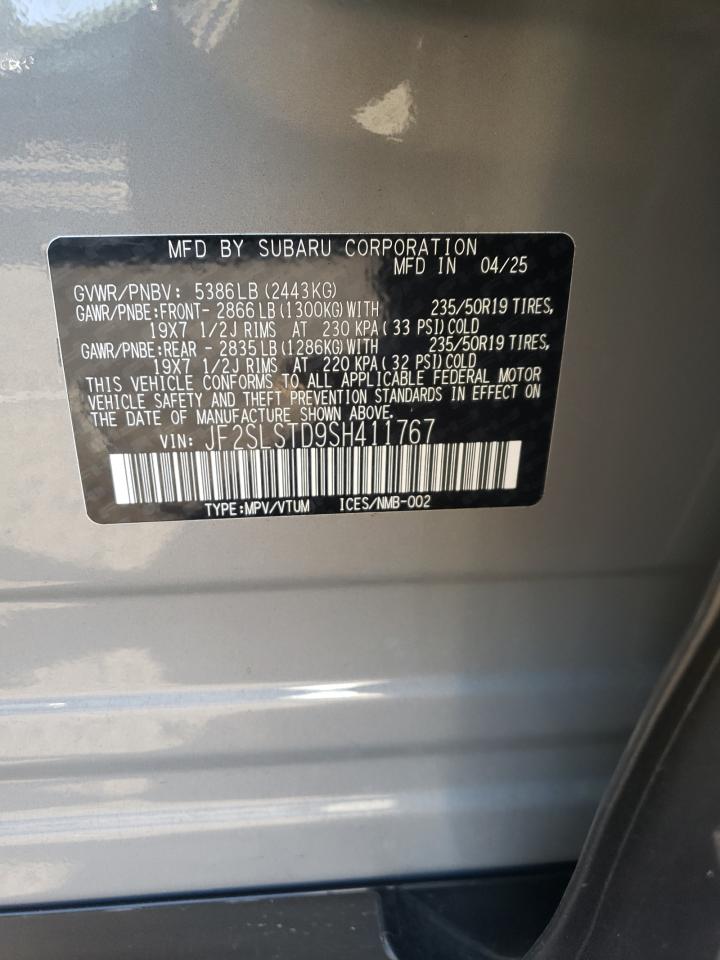 MFD BY SUBARU CORPORATION
MFD IN 04/25
GVWR/PNBV: 5386LB(2443KG)
GAWR/PNBE:FRONT- 2866LB(1300KG)WITH 235/50R19 TIRES,
19X7 1/2J RIMS AT 230 KPA(33 PSI)COLD
GAWR/PNBE:REAR - 2835LB(1286KG)WITH 235/50R19 TIRES,
19X7 1/2J RIMS AT 220 KPA(32 PSI)COLD
THIS VEHICLE CONFORMS TO ALL APPLICABLE FEDERAL MOTOR
VEHICLE SAFETY AND THEFT PREVENTION STANDARDS IN EFFECT ON
THE DATE OF MANUFACTURE SHOWN ABOVE.
VIN: JF2SLSTD9SH411767
TYPE:MPV/VTUM ICES/NMB-002